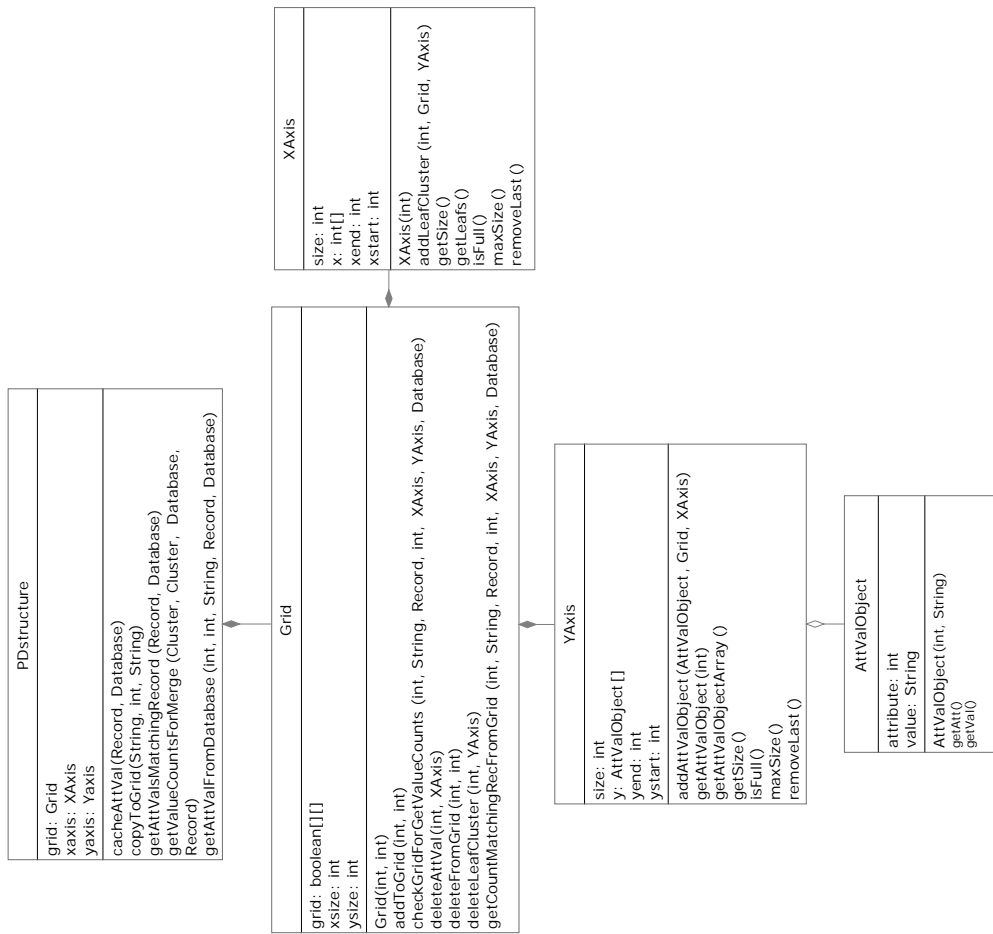 PDstructure
grid: Grid
xaxis: XAxis
yaxis: Yaxis
cacheAttVal(Record, Database)
copyToGrid(String, int, String)
getAttValsMatchingRecord(Record, Database)
getValueCountsForMerge (Cluster, Cluster, Database,
Record)
getAttValFromDatabase (int, int, String, Record, Database)
Grid
grid: boolean[][]
xsize: int
ysize: int
Grid(int, int)
addToGrid (int, int)
checkGridForGetValueCounts (int, String, Record, int, XAxis, YAxis, Database)
deleteAttVal(int, XAxis)
deleteFromGrid (int, int)
deleteLeafCluster (int, YAxis)
getCountMatchingRecFromGrid (int, String, Record, int, XAxis, YAxis, Database)
XAxis
size: int
x: int[]
xend: int
xstart: int
XAxis(int)
addLeafCluster (int, Grid, YAxis)
getSize()
getLeafs()
isFull()
maxSize()
removeLast()
YAxis
size: int
y: AttValObject[]
yend: int
ystart: int
addAttValObject(AttValObject, Grid, XAxis)
getAttValObject(int)
getAttValObjectArray ()
getSize()
isFull()
maxSize()
removeLast()
AttValObject
attribute: int
value: String
AttValObject(int, String)
getAtt()
getVal()